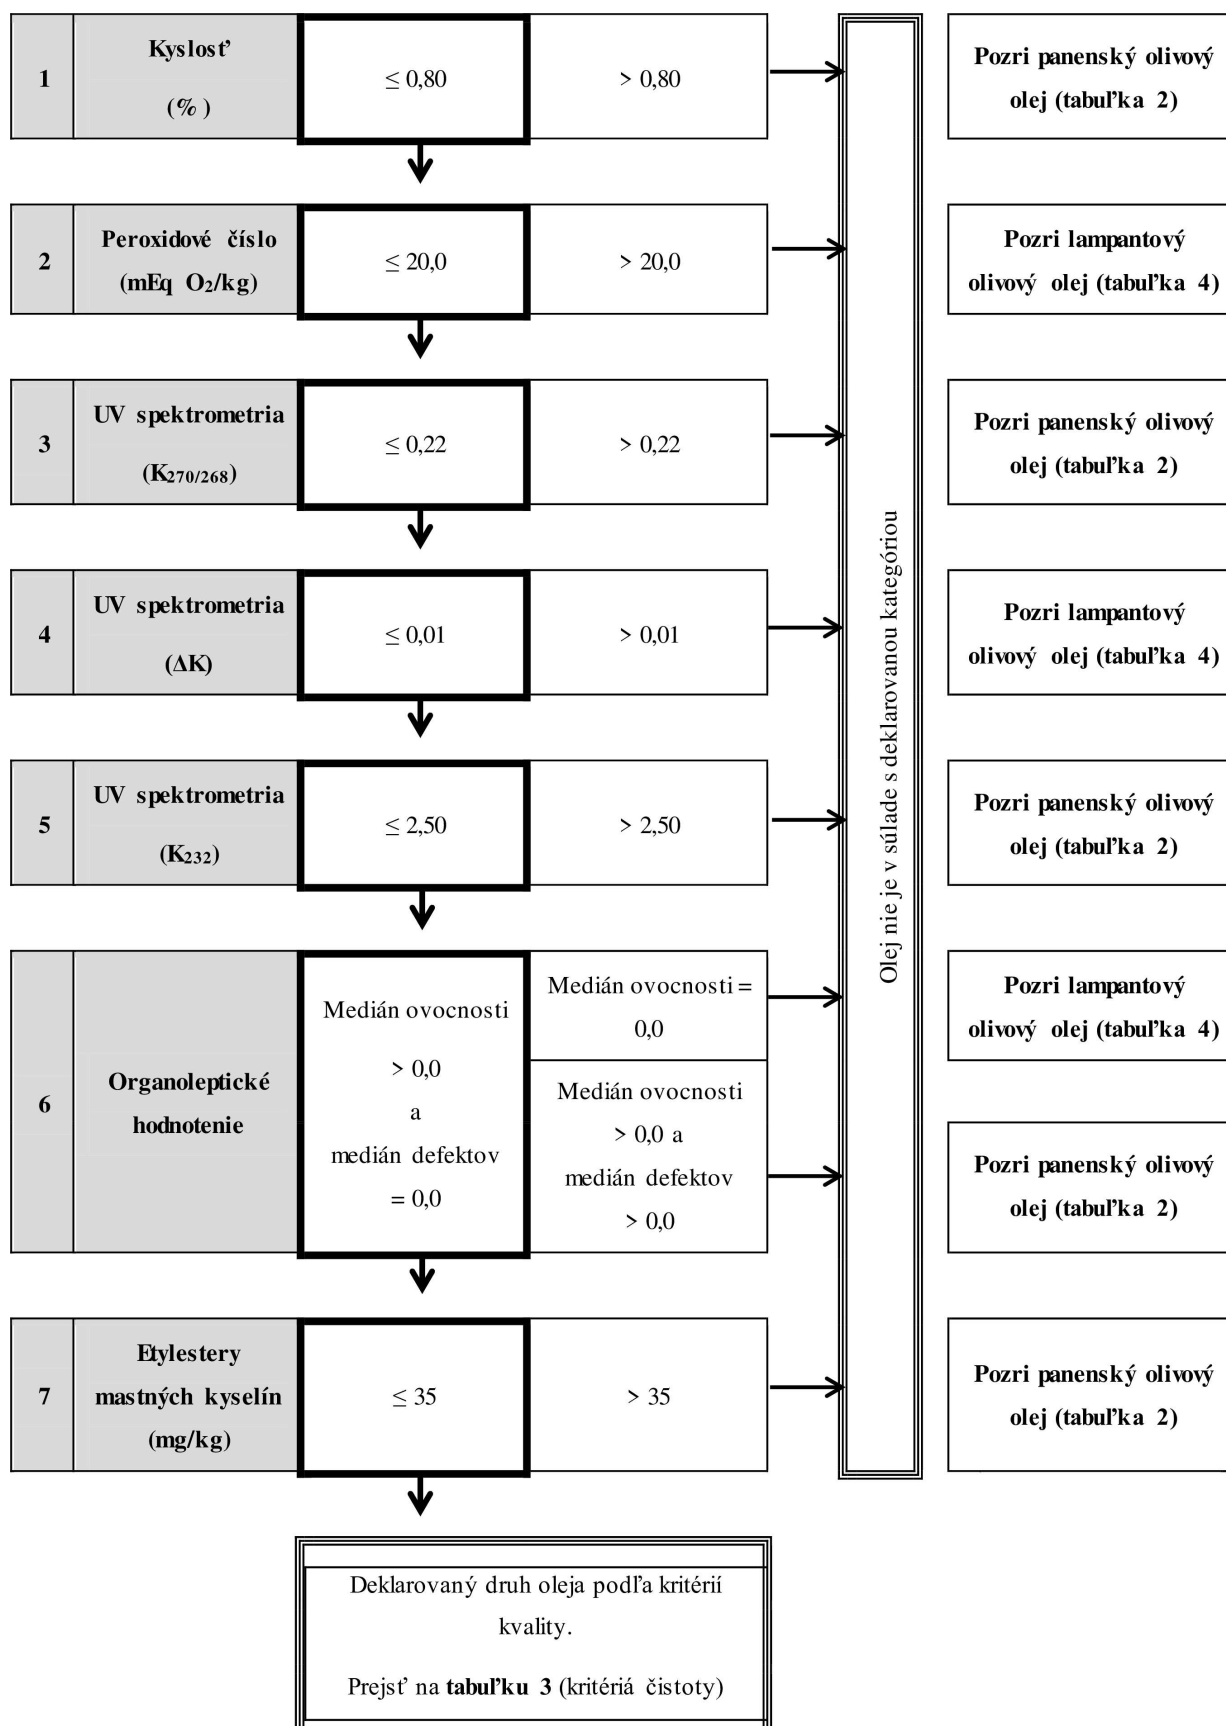 1
Kyslosť
(% )
≤ 0,80
> 0,80
Pozri panenský olivový
olej (tabuľka 2)
2
Peroxidové číslo
(mEq O₂/kg)
≤ 20,0
> 20,0
Pozri lampantový
olivový olej (tabuľka 4)
3
UV spektrometria
(K₂₇₀/₂₆₈)
≤ 0,22
> 0,22
Pozri panenský olivový
olej (tabuľka 2)
4
UV spektrometria
(ΔK)
≤ 0,01
> 0,01
Pozri lampantový
olivový olej (tabuľka 4)
5
UV spektrometria
(K₂₃₂)
≤ 2,50
> 2,50
Pozri panenský olivový
olej (tabuľka 2)
6
Organoleptické
hodnotenie
Medián ovocnosti
> 0,0
a
medián defektov
= 0,0
Medián ovocnosti =
0,0
Medián ovocnosti
> 0,0 a
medián defektov
> 0,0
Pozri lampantový
olivový olej (tabuľka 4)
Pozri panenský olivový
olej (tabuľka 2)
7
Etylestery
mastných kyselín
(mg/kg)
≤ 35
> 35
Pozri panenský olivový
olej (tabuľka 2)
Olej nie je v súlade s deklarovanou kategóriou
Deklarovaný druh oleja podľa kritérií
kvality.
Prejsť na tabuľku 3 (kritériá čistoty)